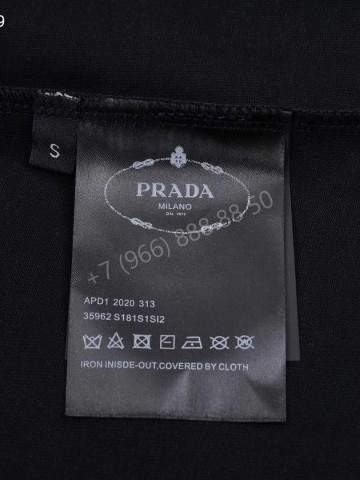 9
S
PRADA
MILANO
DAL 1913
+7 (966) 888-88-50
APD1 2020 313
35962 S181S1SI2
IRON INISDE-OUT.COVERED BY CLOTH